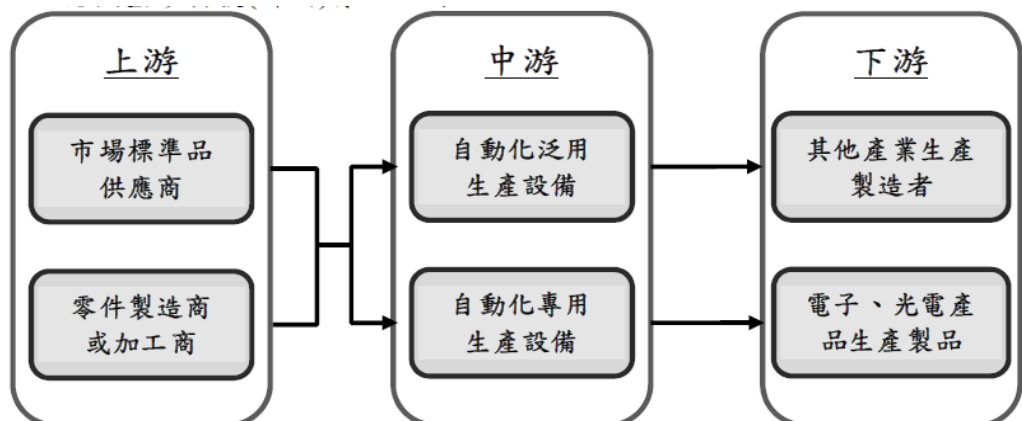 上游
市場標準品
供應商
零件製造商
或加工商
中游
自動化泛用
生產設備
自動化專用
生產設備
下游
其他產業生產
製造者
電子、光電產
品生產製品